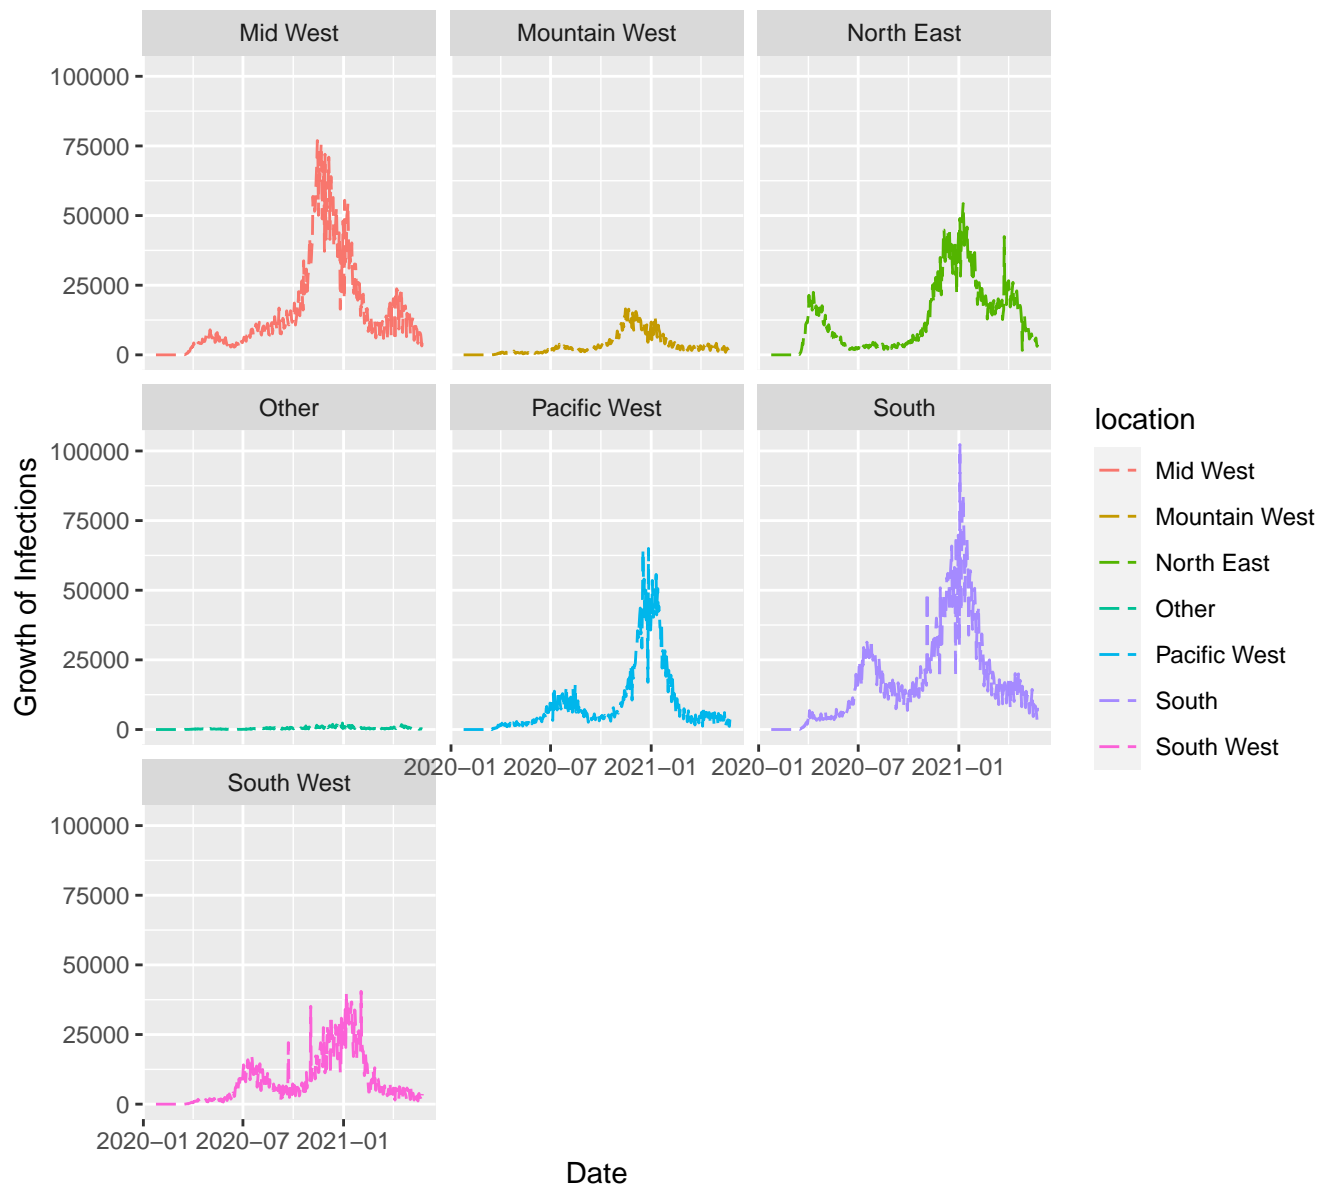 Mid West
Mountain West
North East
100000
75000
50000
25000
0
Other
Pacific West
South
100000
75000
50000
25000
0
2020−01 2020−07 2021−01
2020−01 2020−07 2021−01
South West
100000
75000
50000
25000
0
2020−01 2020−07 2021−01
Date
Growth of Infections
location
Mid West
Mountain West
North East
Other
Pacific West
South
South West